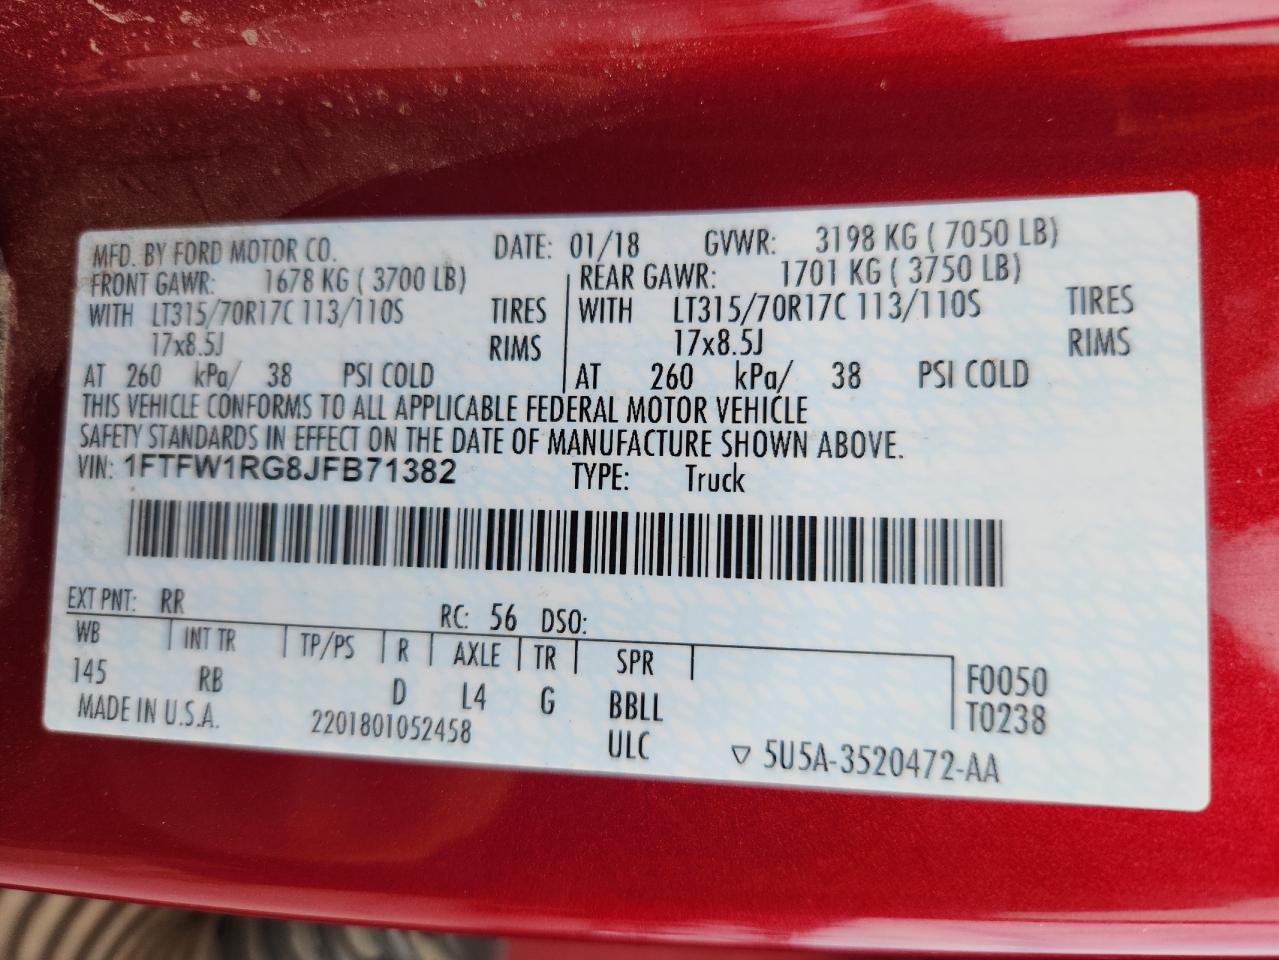 MFD. BY FORD MOTOR CO. DATE: 01/18 GVWR: 3198 KG ( 7050 LB)
FRONT GAWR: 1678 KG ( 3700 LB) REAR GAWR: 1701 KG ( 3750 LB)
WITH LT315/70R17C 113/110S TIRES WITH LT315/70R17C 113/110S TIRES
17x8.5J RIMS 17x8.5J RIMS
AT 260 kPa/ 38 PSI COLD AT 260 kPa/ 38 PSI COLD
THIS VEHICLE CONFORMS TO ALL APPLICABLE FEDERAL MOTOR VEHICLE
SAFETY STANDARDS IN EFFECT ON THE DATE OF MANUFACTURE SHOWN ABOVE.
VIN: 1FTFW1RG8JFB71382 TYPE: Truck
EXT PNT: RR RC: 56 DSO:
WB INT TR TP/PS R AXLE TR SPR
145 RB D L4 G BBLL F0050
ULC T0238
MADE IN U.S.A. 2201801052458 ▽ 5U5A-3520472-AA